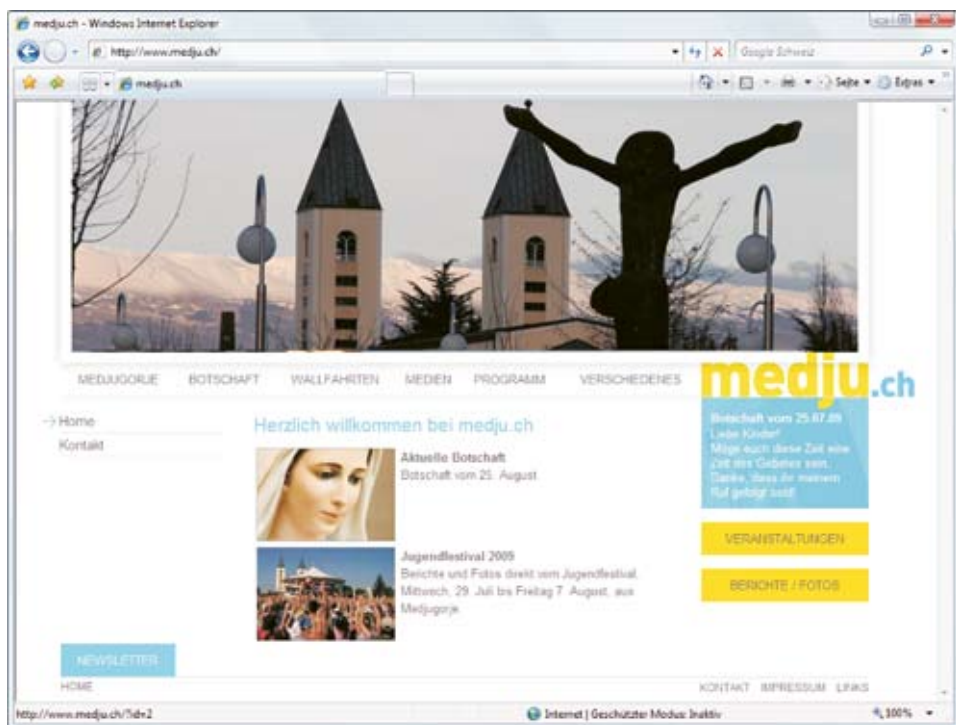 medju.ch - Windows Internet Explorer
http://www.medju.ch/
Google Schweiz
medju.ch
Seite
Extras
MEDJUGORJE BOTSCHAFT WALLFAHRTEN MEDIEN PROGRAMM VERSCHIEDENES
medju.ch
Home
Kontakt
Herzlich willkommen bei medju.ch
Aktuelle Botschaft
Botschaft vom 25. August
Jugendfestival 2009
Berichte und Fotos direkt vom Jugendfestival,
Mittwoch, 29. Juli bis Freitag 7. August, aus
Medjugorje.
Botschaft vom 25.07.09
Liebe Kinder!
Möge euch diese Zeit eine
Zeit des Gebetes sein.
Danke, dass ihr meinem
Ruf gefolgt seid!
VERANSTALTUNGEN
BERICHTE / FOTOS
NEWSLETTER
HOME
KONTAKT IMPRESSUM LINKS
http://www.medju.ch/?id=2
Internet | Geschützter Modus: Inaktiv
100%